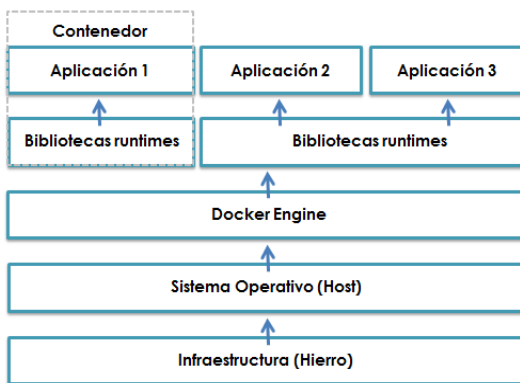 Contenedor
Aplicación 1
Aplicación 2
Aplicación 3
Bibliotecas runtimes
Bibliotecas runtimes
Docker Engine
Sistema Operativo (Host)
Infraestructura (Hierro)